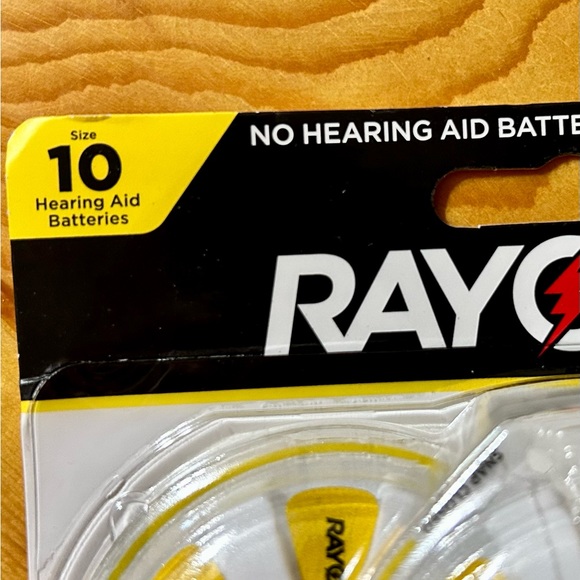 Size
10
Hearing Aid
Batteries
NO HEARING AID BATTE
RAYO
RAYO